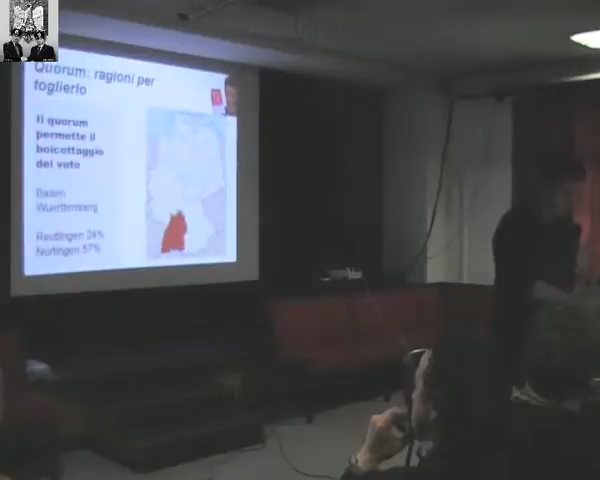 Quorum: ragioni per
toglierlo
Il quorum
permette il
boicottaggio
del voto
Baden
Wuerttemberg
Reutlingen 24%
Nurtingen 57%